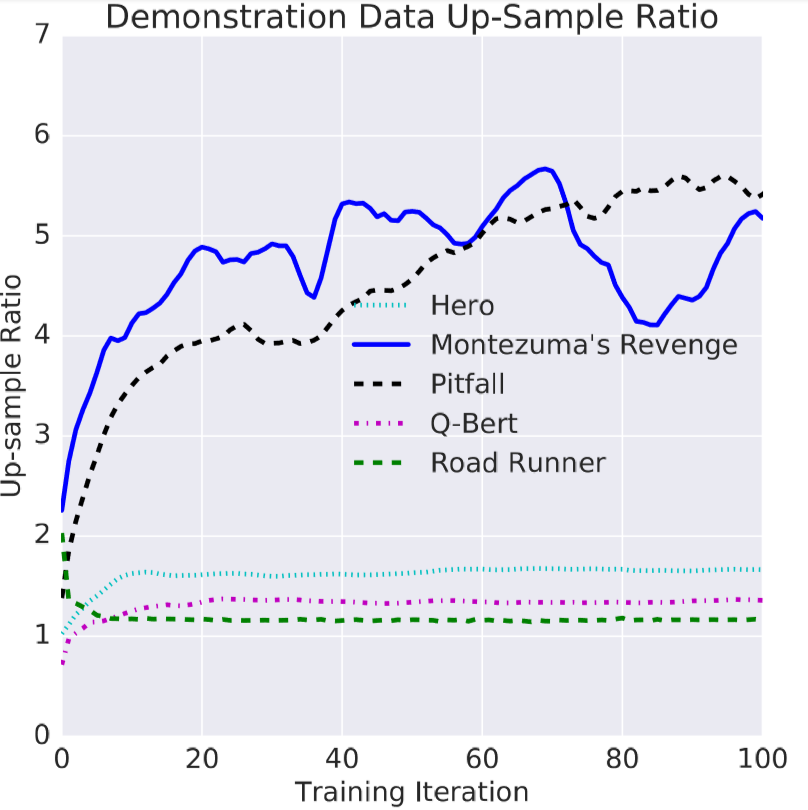 Demonstration Data Up-Sample Ratio
7
6
5
4
3
2
1
0
Up-sample Ratio
Hero
Montezuma's Revenge
Pitfall
Q-Bert
Road Runner
0 20 40 60 80 100
Training Iteration